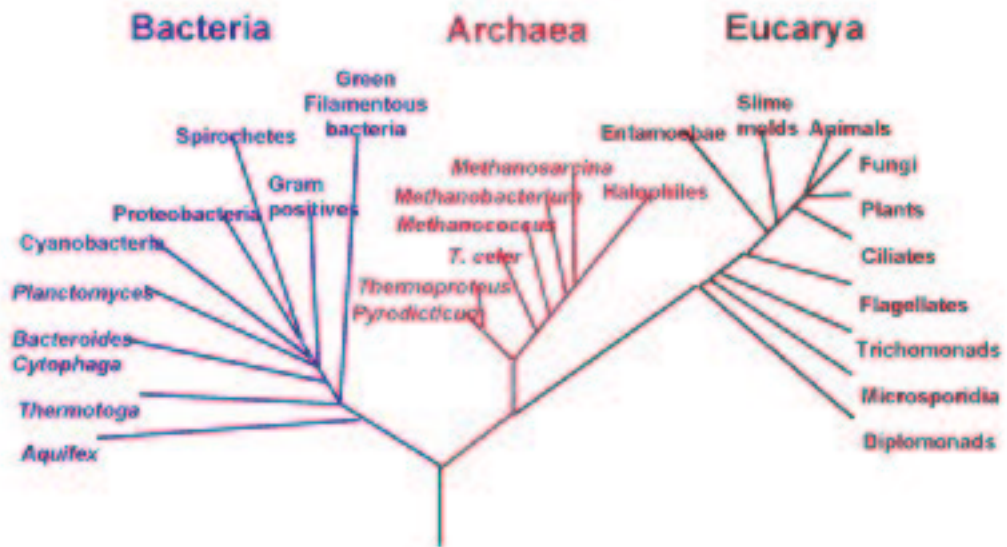 Bacteria
Archaea
Eucarya
Green
Filamentous
bacteria
Spirochetes
Gram
positives
Proteobacteria
Cyanobacteria
Planctomyces
Bacteroides
Cytophaga
Thermotoga
Aquifex
Methanosarcina
Methanobacterium
Halophiles
Methanococcus
T. celer
Thermoproteus
Pyrodicticum
Entamoebae
Slime
molds
Animals
Fungi
Plants
Ciliates
Flagellates
Trichomonads
Microsporidia
Diplomonads